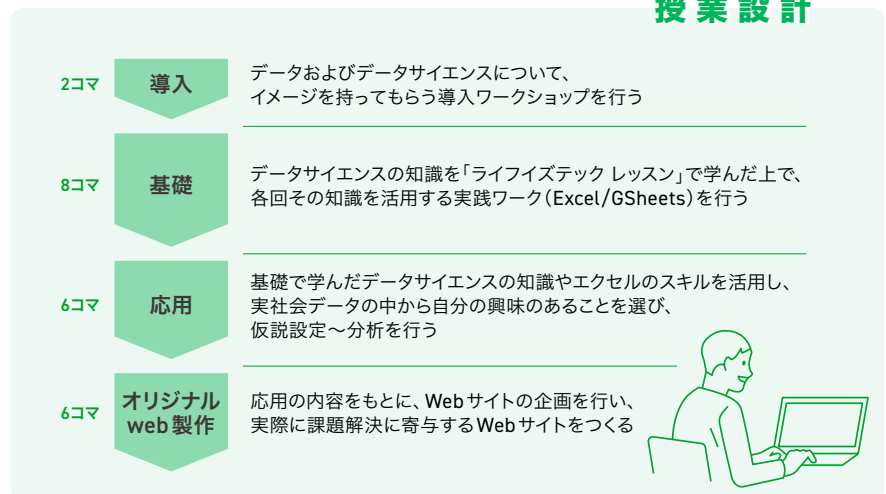 授業設計
2コマ
導入
データおよびデータサイエンスについて、
イメージを持ってもらう導入ワークショップを行う
8コマ
基礎
データサイエンスの知識を「ライフイズテック レッスン」で学んだ上で、
各回その知識を活用する実践ワーク（Excel/GSheets）を行う
6コマ
応用
基礎で学んだデータサイエンスの知識やエクセルのスキルを活用し、
実社会データの中から自分の興味のあることを選び、
仮説設定〜分析を行う
6コマ
オリジナル
web製作
応用の内容をもとに、Webサイトの企画を行い、
実際に課題解決に寄与するWebサイトをつくる